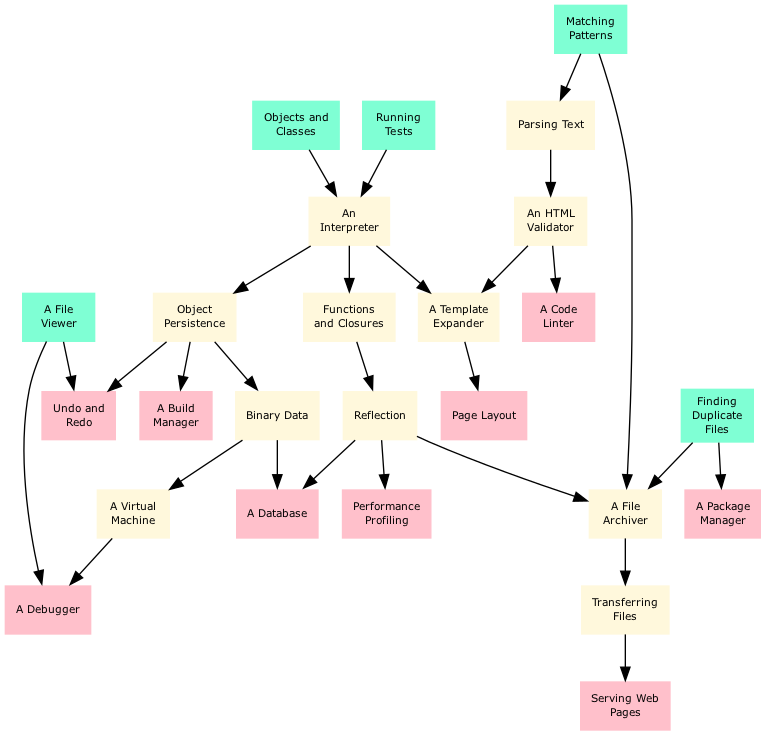 Matching
Patterns
Objects and
Classes
Running
Tests
Parsing Text
An
Interpreter
An HTML
Validator
A File
Viewer
Object
Persistence
Functions
and Closures
A Template
Expander
A Code
Linter
Undo and
Redo
A Build
Manager
Binary Data
Reflection
Page Layout
Finding
Duplicate
Files
A Virtual
Machine
A Database
Performance
Profiling
A File
Archiver
A Package
Manager
A Debugger
Transferring
Files
Serving Web
Pages